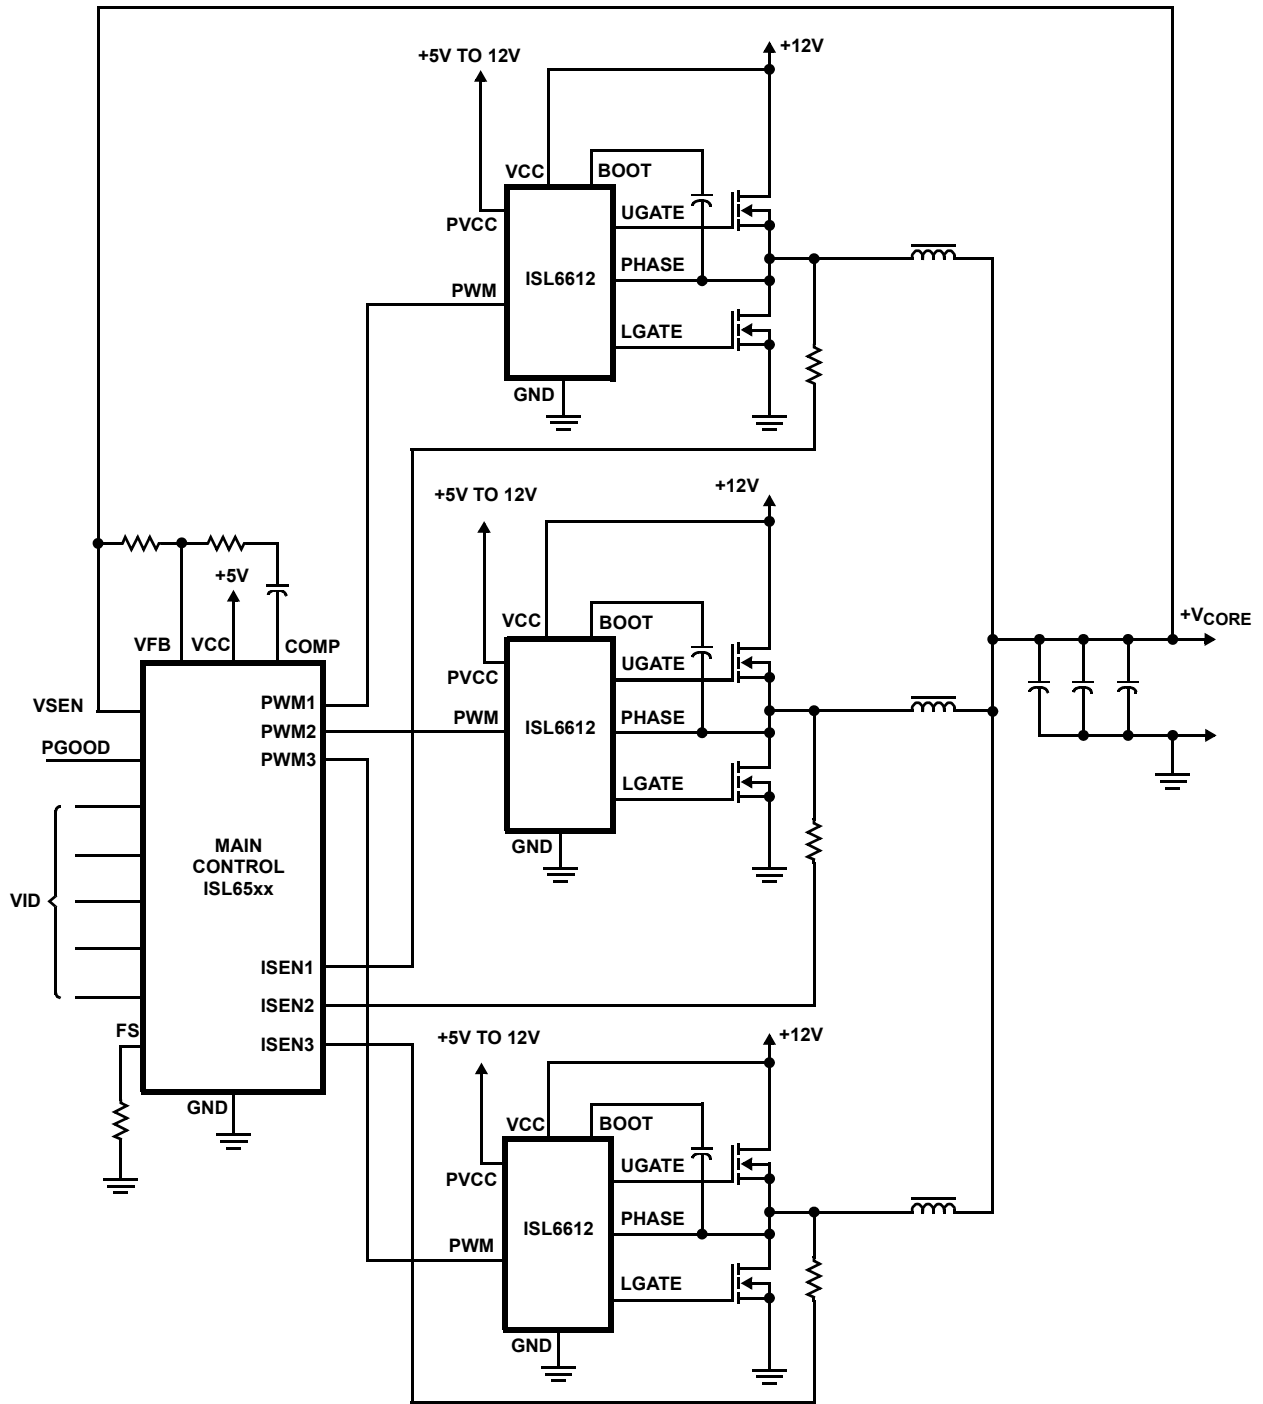 +5V TO 12V
+12V
VCC
BOOT
PVCC
UGATE
PHASE
PWM
ISL6612
LGATE
GND
+5V TO 12V
+12V
VCC
BOOT
PVCC
UGATE
PHASE
PWM
ISL6612
LGATE
GND
+5V
VFB
VCC
COMP
VSEN
PGOOD
PWM1
PWM2
PWM3
MAIN
CONTROL
ISL65xx
VID
ISEN1
ISEN2
ISEN3
FS
GND
+VCORE
+5V TO 12V
+12V
VCC
BOOT
PVCC
UGATE
PHASE
PWM
ISL6612
LGATE
GND